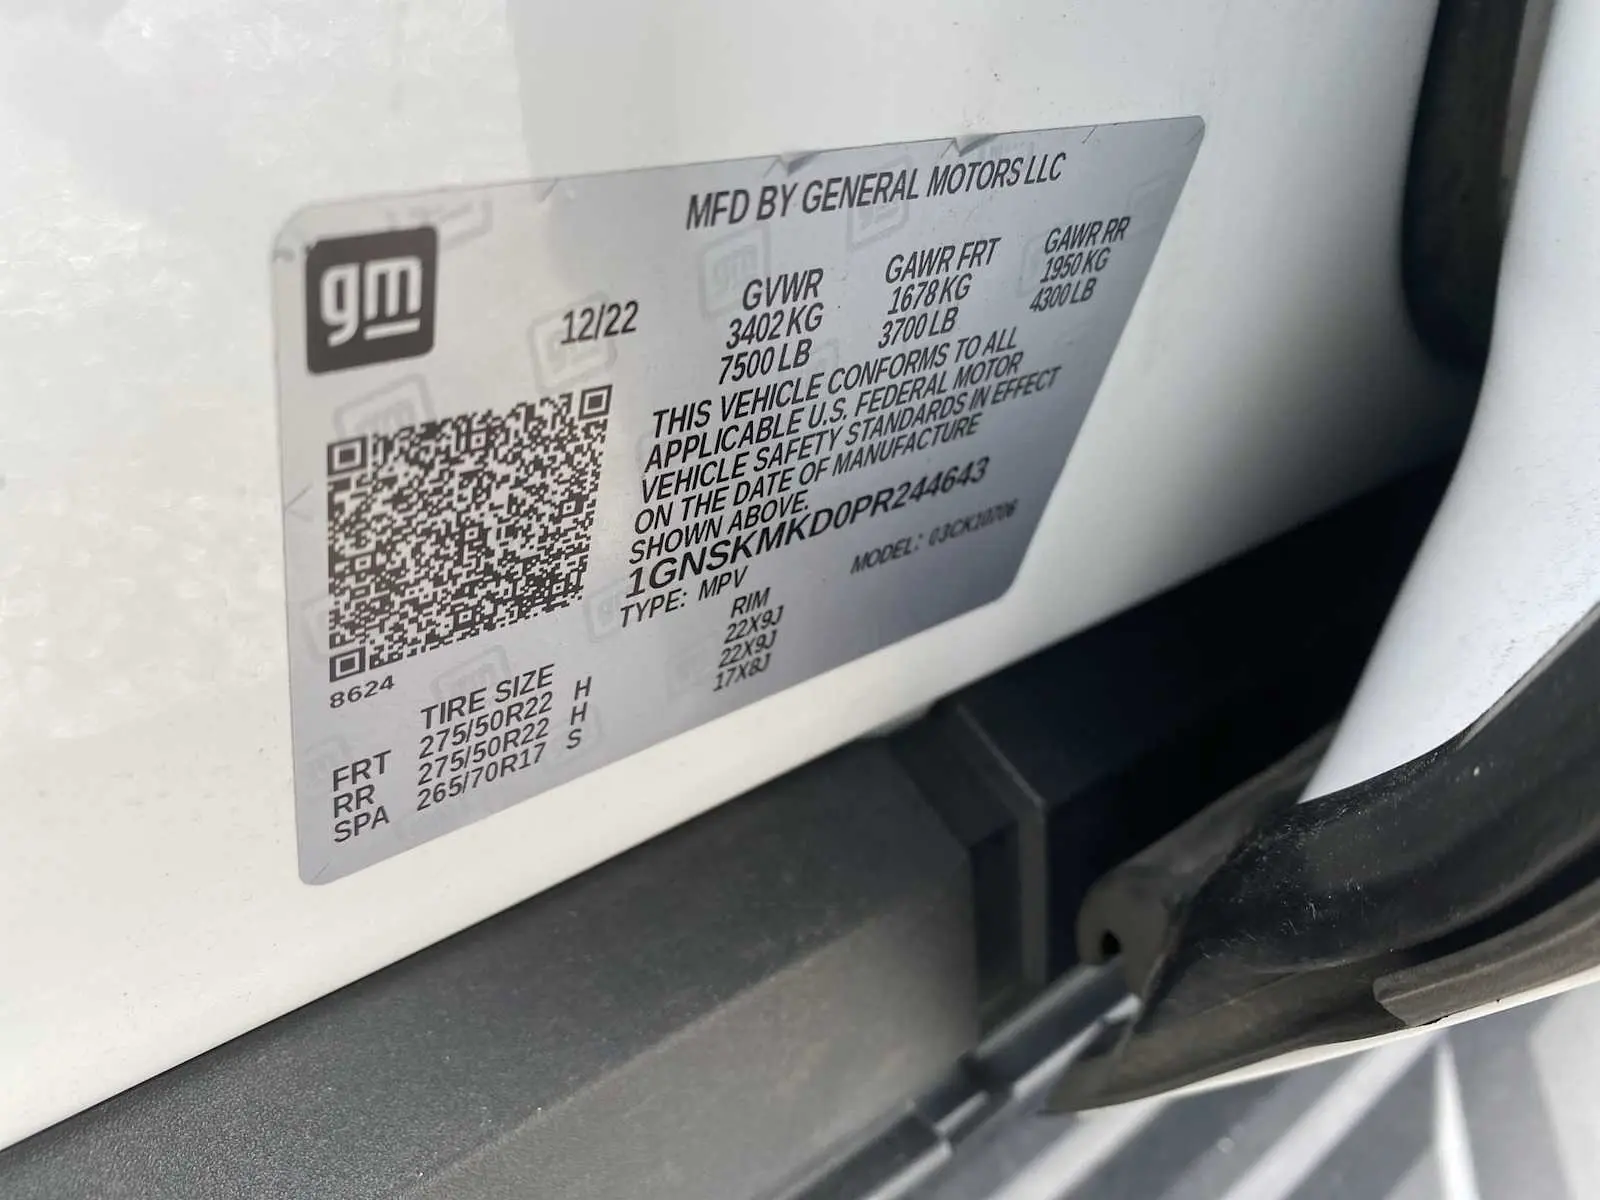 gm
MFD BY GENERAL MOTORS LLC
12/22
GVWR
3402 KG
7500 LB
GAWR FRT
1678 KG
3700 LB
GAWR RR
1950 KG
4300 LB
THIS VEHICLE CONFORMS TO ALL
APPLICABLE U.S. FEDERAL MOTOR
VEHICLE SAFETY STANDARDS IN EFFECT
ON THE DATE OF MANUFACTURE
SHOWN ABOVE.
1GNSKMKD0PR244643
TYPE: MPV
MODEL: 03CK10706
8624
TIRE SIZE RIM
FRT 275/50R22 H 22X9J
RR 275/50R22 H 22X9J
SPA 265/70R17 S 17X8J